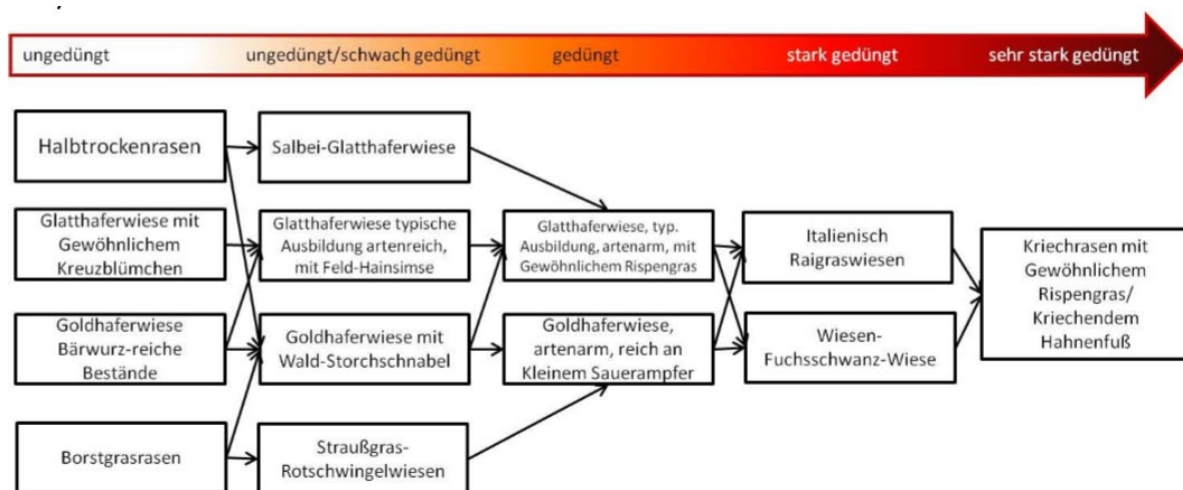 ungedüngt
ungedüngt/schwach gedüngt
gedüngt
stark gedüngt
sehr stark gedüngt
Halbtrockenrasen
Salbei-Glatthaferwiese
Glatthaferwiese mit
Gewöhnlichem
Kreuzblümchen
Glatthaferwiese typische
Ausbildung artenreich,
mit Feld-Hainsimse
Glatthaferwiese, typ.
Ausbildung, artenarm, mit
Gewöhnlichem Rispengras
Italienisch
Raigraswiesen
Kriechrasen mit
Gewöhnlichem
Rispengras/
Kriechendem
Hahnenfuß
Goldhaferwiese
Bärwurz-reiche
Bestände
Goldhaferwiese mit
Wald-Storchschnabel
Goldhaferwiese,
artenarm, reich an
Kleinem Sauerampfer
Wiesen-
Fuchsschwanz-Wiese
Borstgrasrasen
Straußgras-
Rotschwingelwiesen